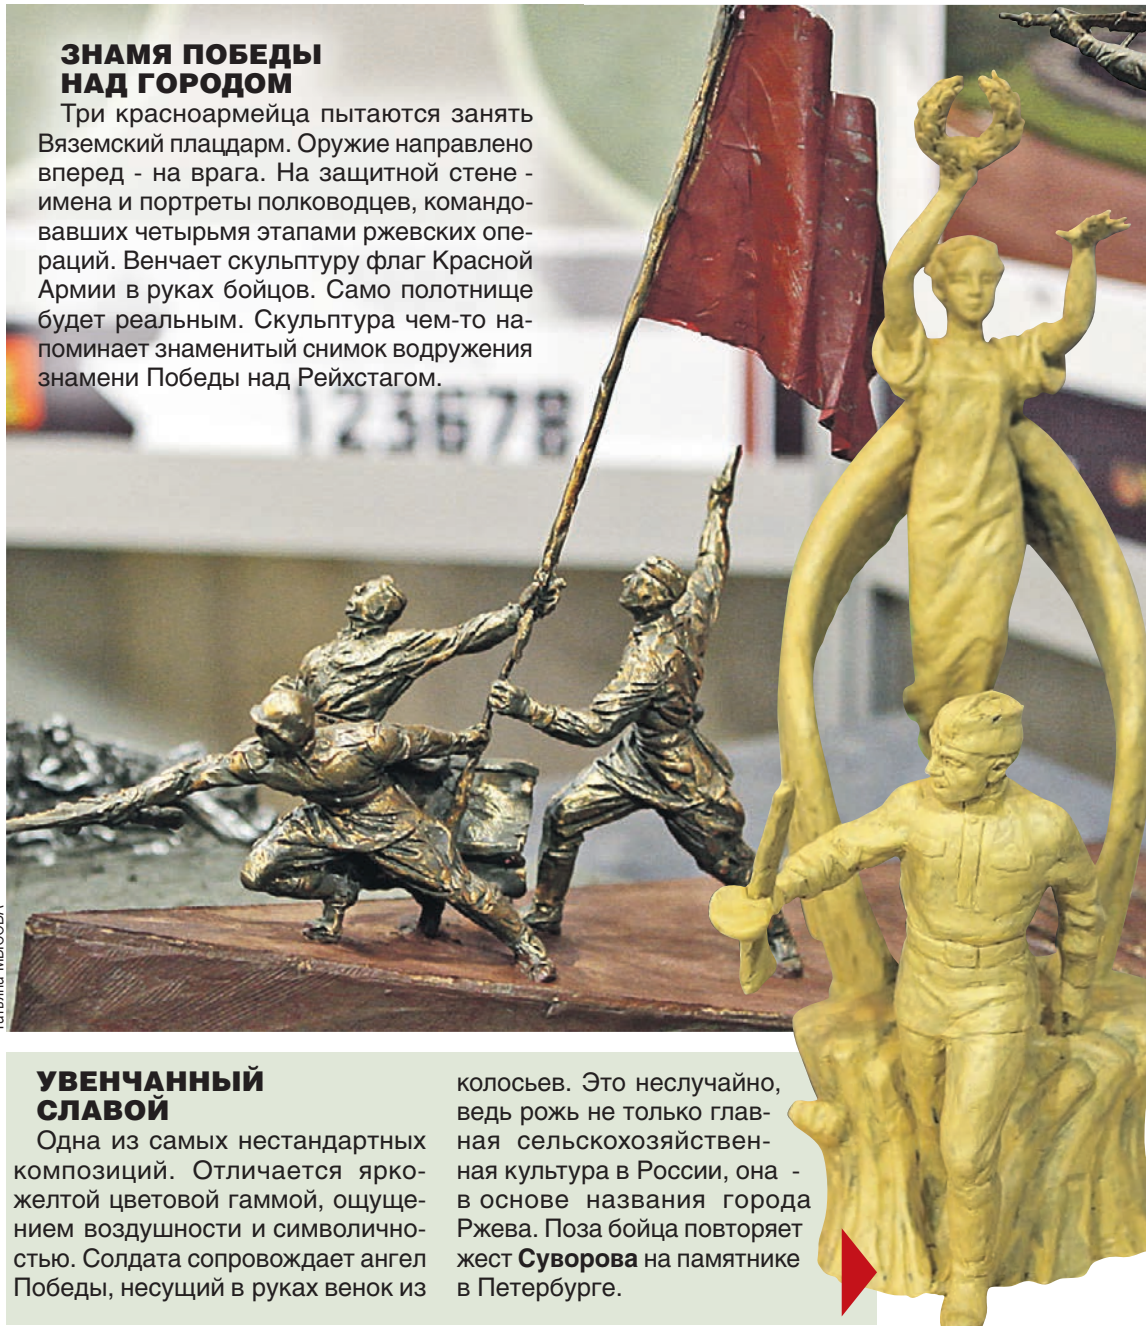 ЗНАМЯ ПОБЕДЫ
НАД ГОРОДОМ
Три красноармейца пытаются занять
Вяземский плацдарм. Оружие направлено
вперед - на врага. На защитной стене -
имена и портреты полководцев, командо-
вавших четырьмя этапами ржевских опе-
раций. Венчает скульптуру флаг Красной
Армии в руках бойцов. Само полотнище
будет реальным. Скульптура чем-то на-
поминает знаменитый снимок водружения
знамени Победы над Рейхстагом.
123678
УВЕНЧАННЫЙ
СЛАВОЙ
Одна из самых нестандартных
композиций. Отличается ярко-
желтой цветовой гаммой, ощуще-
нием воздушности и символично-
стью. Солдата сопровождает ангел
Победы, несущий в руках венок из
колосьев. Это неслучайно,
ведь рожь не только глав-
ная сельскохозяйствен-
ная культура в России, она -
в основе названия города
Ржева. Поза бойца повторяет
жест Суворова на памятнике
в Петербурге.